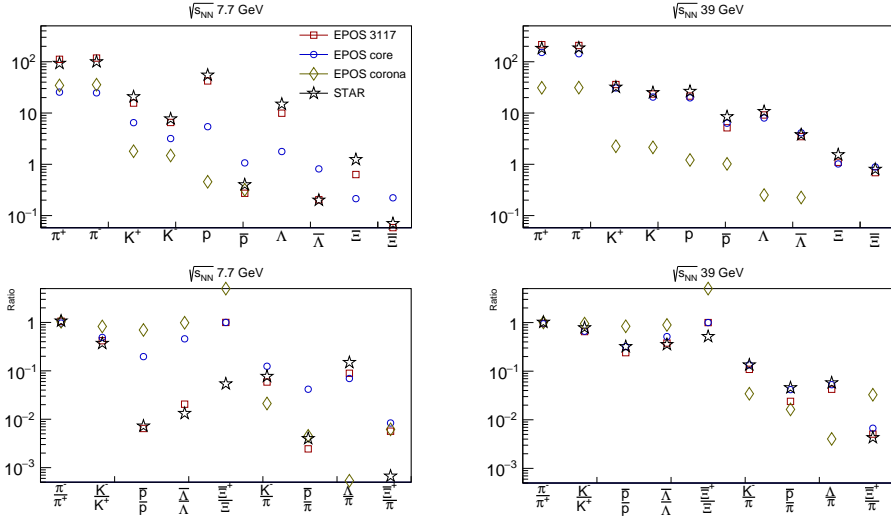 √sNN 7.7 GeV
10²
10
1
10⁻¹
π⁺ π⁻ K⁺ K⁻ p p̅ Λ Λ̅ Ξ Ξ̅
EPOS 3117
EPOS core
EPOS corona
STAR
√sNN 39 GeV
10²
10
1
10⁻¹
π⁺ π⁻ K⁺ K⁻ p p̅ Λ Λ̅ Ξ Ξ̅
√sNN 7.7 GeV
Ratio
1
10⁻¹
10⁻²
10⁻³
π⁻/π⁺ K⁻/K⁺ p̅/p Λ̅/Λ Ξ̅⁺/Ξ⁻ K⁻/π⁻ p̅/π⁻ Λ/π⁻ Ξ̅⁺/π⁻
√sNN 39 GeV
Ratio
1
10⁻¹
10⁻²
10⁻³
π⁻/π⁺ K⁻/K⁺ p̅/p Λ̅/Λ Ξ̅⁺/Ξ⁻ K⁻/π⁻ p̅/π⁻ Λ/π⁻ Ξ̅⁺/π⁻